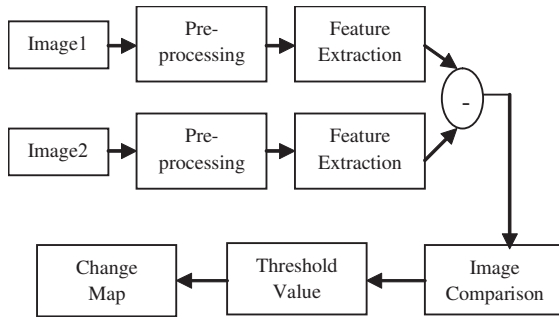 Image1
Pre-
processing
Feature
Extraction
-
Image2
Pre-
processing
Feature
Extraction
Change
Map
Threshold
Value
Image
Comparison